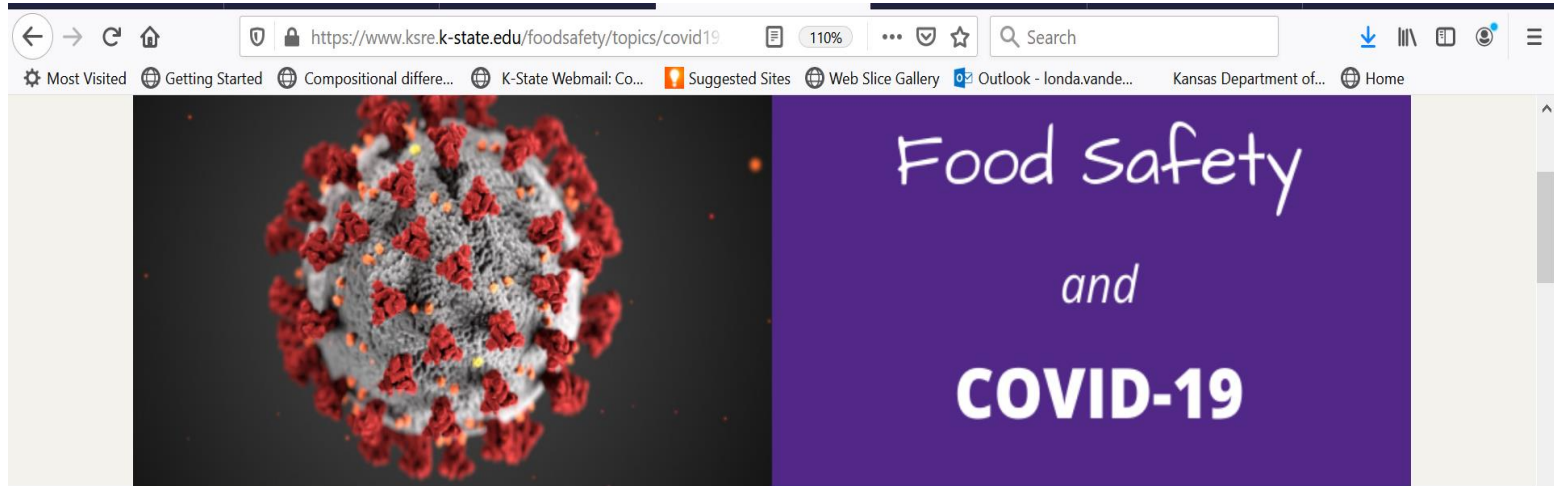 https://www.ksre.k-state.edu/foodsafety/topics/covid19
110%
Search
Most Visited
Getting Started
Compositional differe...
K-State Webmail: Co...
Suggested Sites
Web Slice Gallery
Outlook - londa.vande...
Kansas Department of...
Home
Food Safety
and
COVID-19